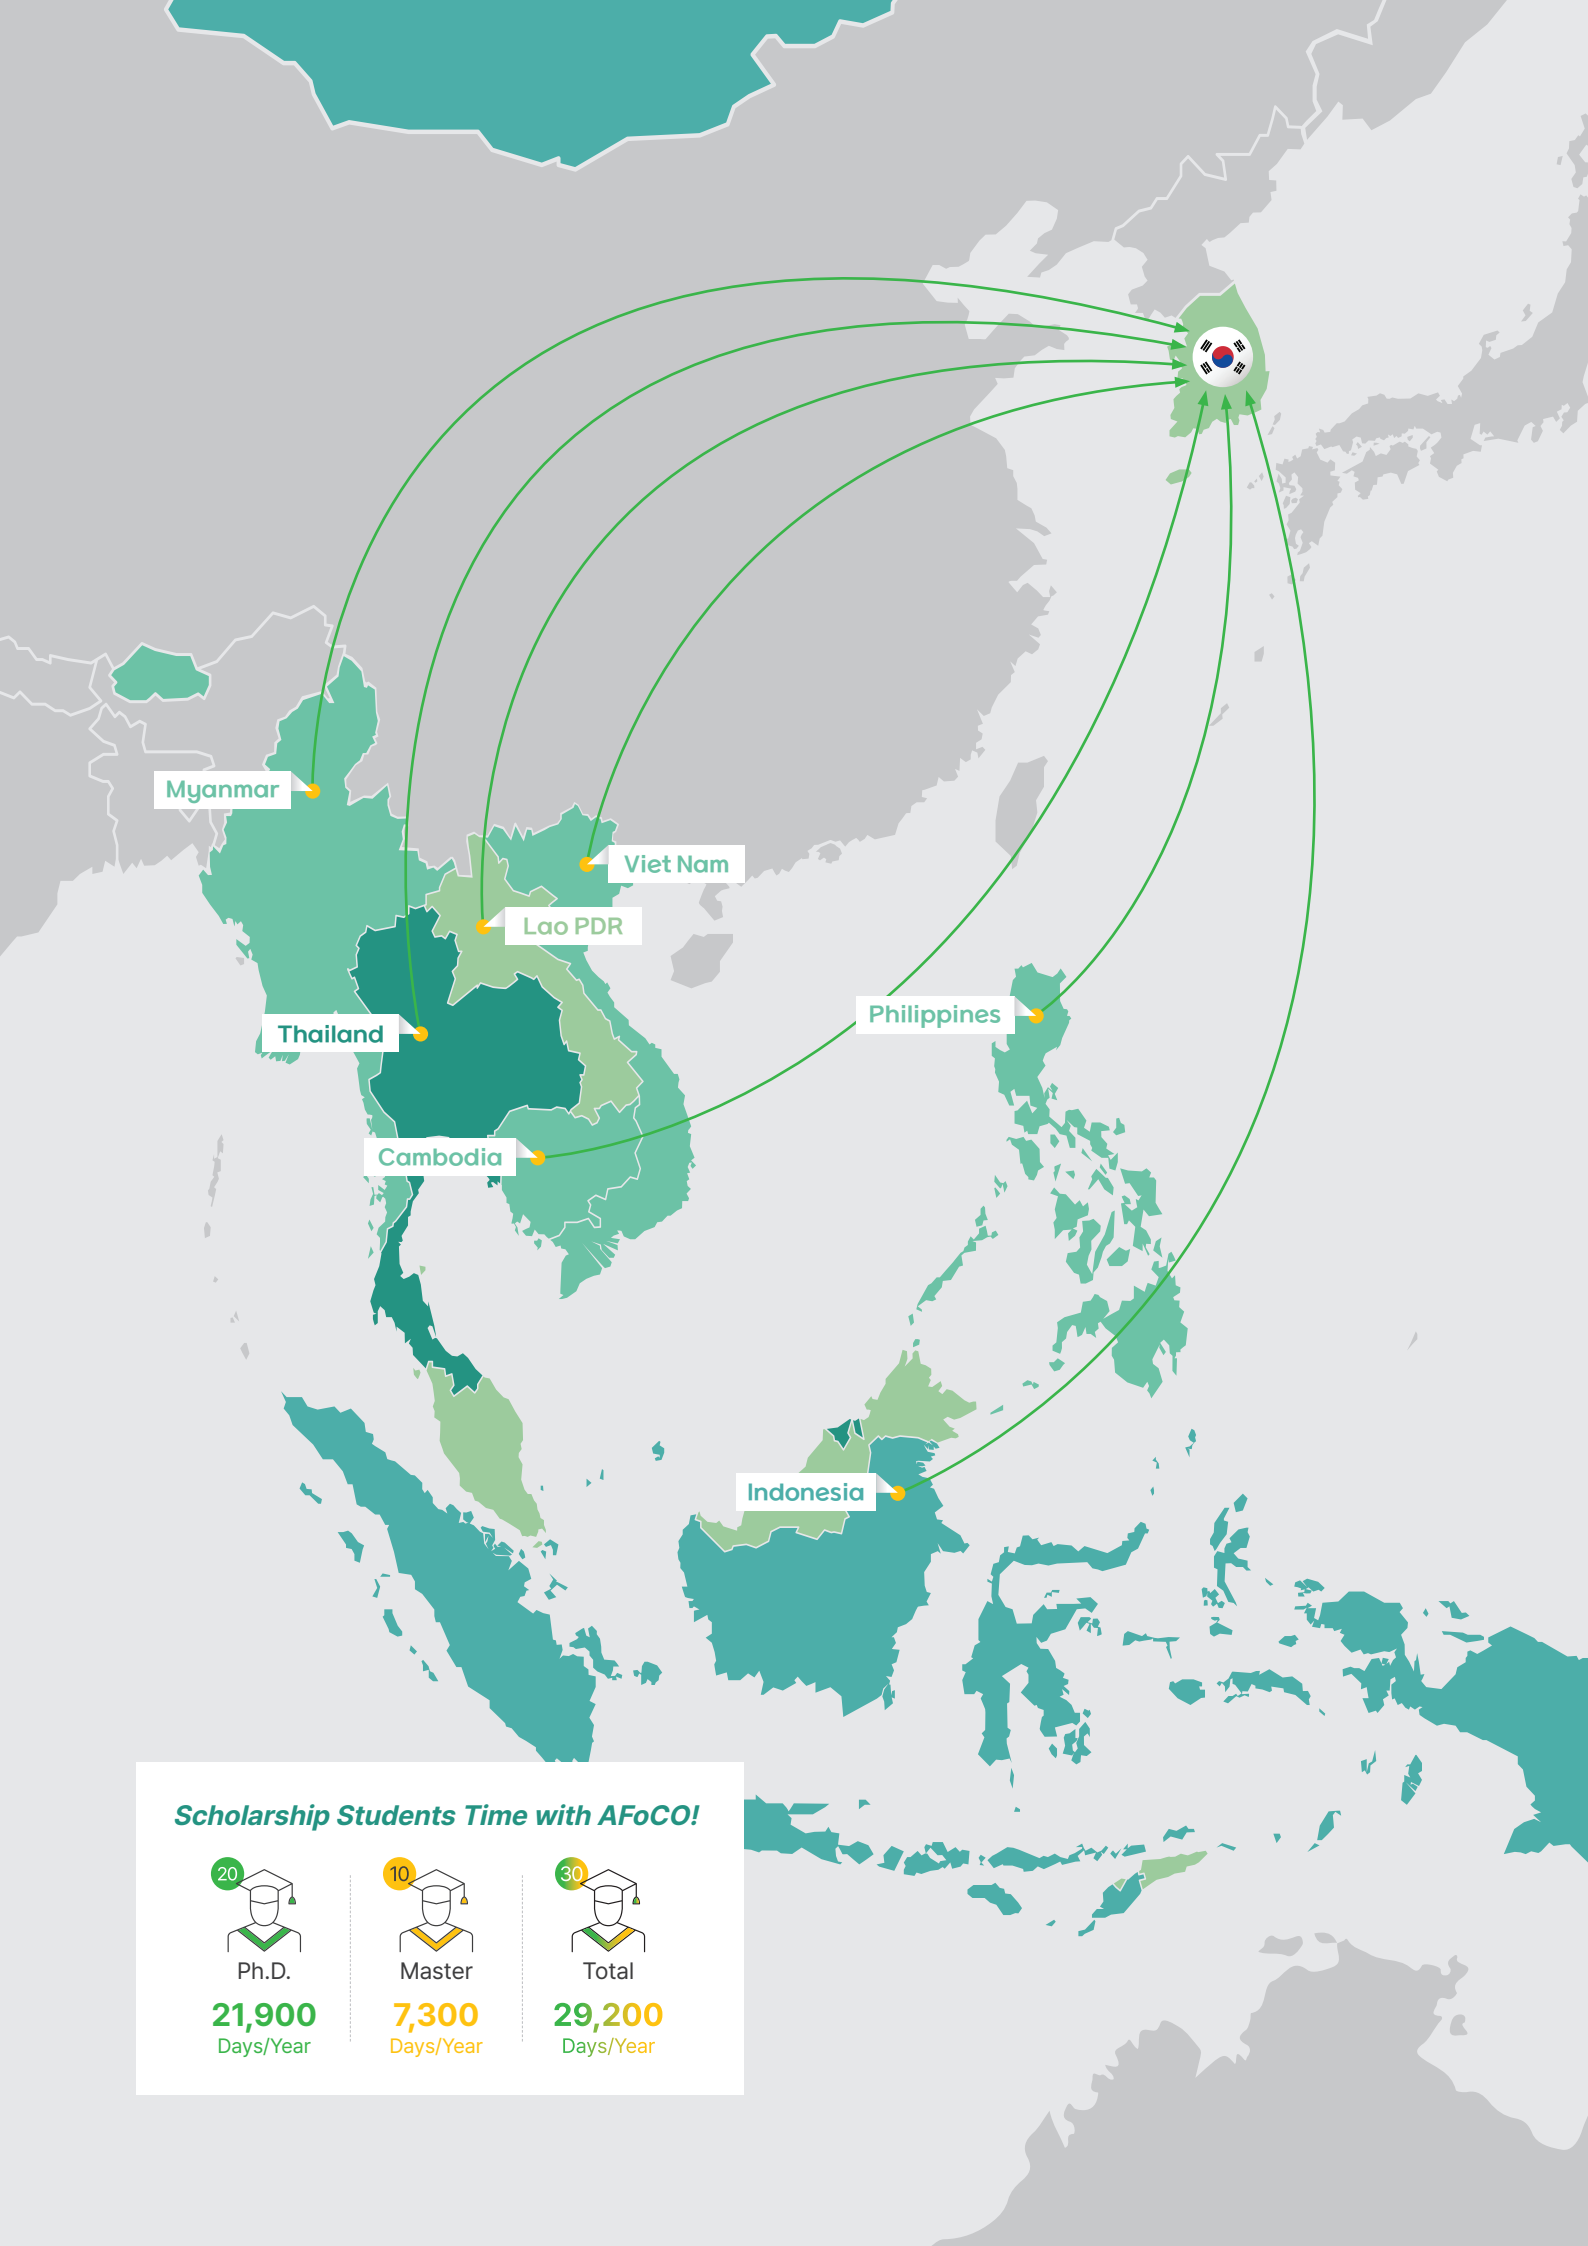 Myanmar
Viet Nam
Lao PDR
Philippines
Thailand
Cambodia
Indonesia
Scholarship Students Time with AFoCO!
20
Ph.D.
21,900
Days/Year
10
Master
7,300
Days/Year
30
Total
29,200
Days/Year